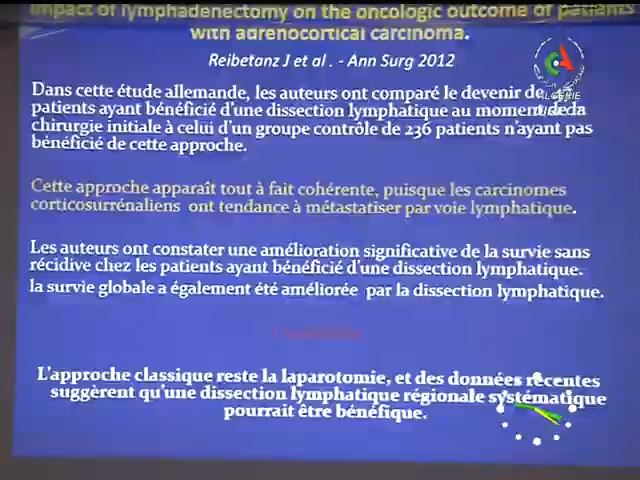 Impact of lymphadenectomy on the oncologic outcome of patients
with adrenocortical carcinoma.
Reibetanz J et al . - Ann Surg 2012
Dans cette étude allemande, les auteurs ont comparé le devenir de
patients ayant bénéficié d'une dissection lymphatique au moment de la
chirurgie initiale à celui d'un groupe contrôle de 236 patients n'ayant pas
bénéficié de cette approche.
Cette approche apparaît tout à fait cohérente, puisque les carcinomes
corticosurrénaliens ont tendance à métastatiser par voie lymphatique.
Les auteurs ont constater une amélioration significative de la survie sans
récidive chez les patients ayant bénéficié d'une dissection lymphatique.
la survie globale a également été améliorée par la dissection lymphatique.
L'approche classique reste la laparotomie, et des données récentes
suggèrent qu'une dissection lymphatique régionale systématique
pourrait être bénéfique.